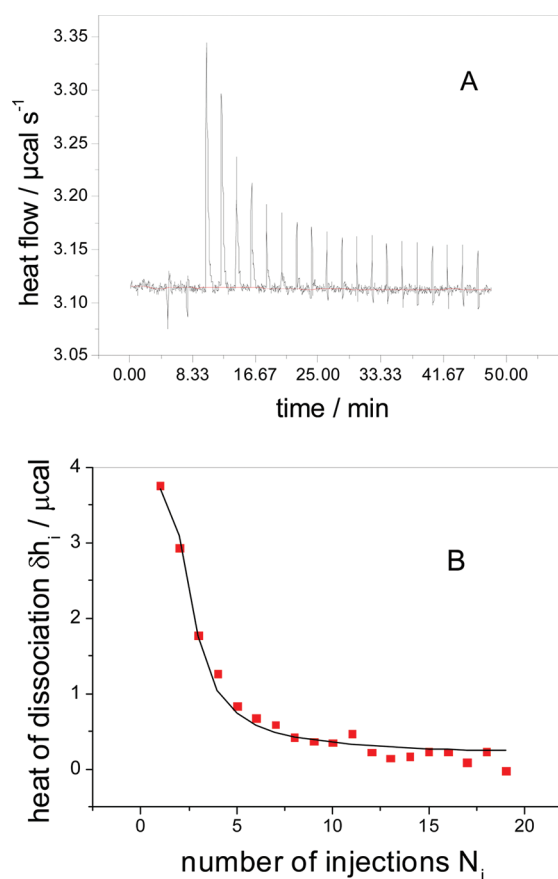 3.35
3.30
3.25
3.20
3.15
3.10
3.05
heat flow / µcal s⁻¹
A
0.00 8.33 16.67 25.00 33.33 41.67 50.00
time / min
4
3
2
1
0
heat of dissociation δhᵢ / µcal
B
0 5 10 15 20
number of injections Nᵢ